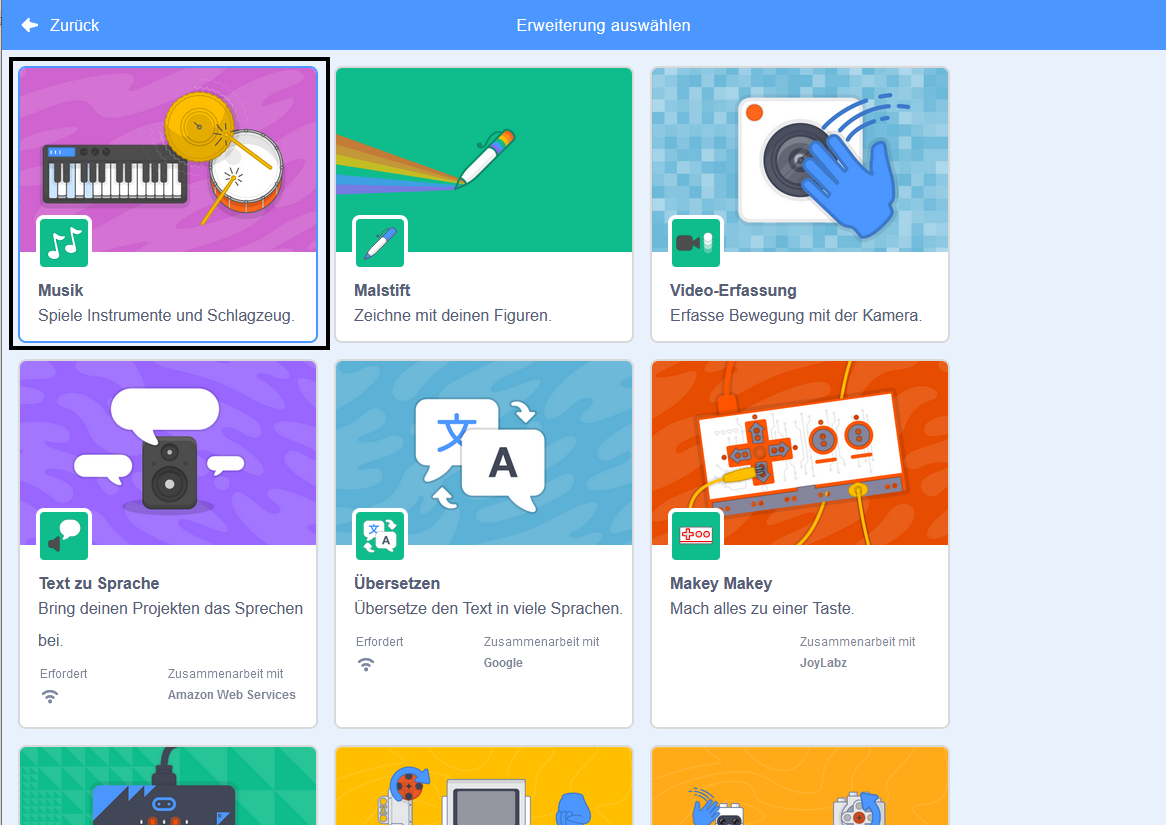 Zurück
Erweiterung auswählen
Musik
Spiele Instrumente und Schlagzeug.
Malstift
Zeichne mit deinen Figuren.
Video-Erfassung
Erfasse Bewegung mit der Kamera.
文
A
文
A
Text zu Sprache
Bring deinen Projekten das Sprechen
bei.
Erfordert
Zusammenarbeit mit
Amazon Web Services
Übersetzen
Übersetze den Text in viele Sprachen.
Erfordert
Zusammenarbeit mit
Google
Makey Makey
Mach alles zu einer Taste.
Zusammenarbeit mit
JoyLabz